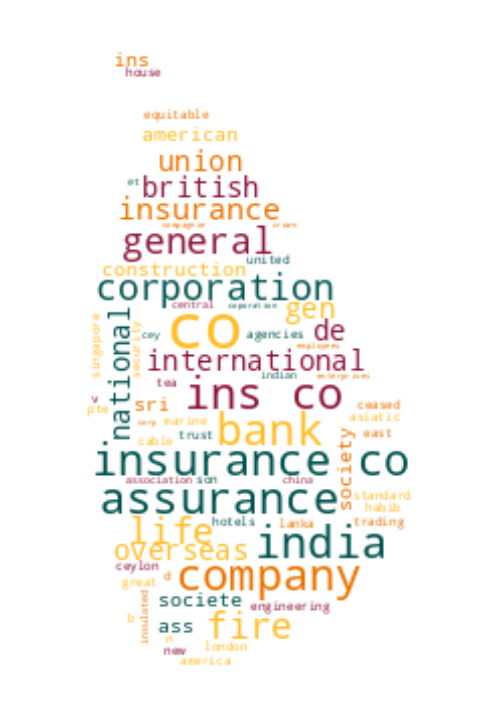 ins
house
equitable
american
union
et british
insurance
compagnie crown
general
united
construction
corporation
central corporation gen
national
singapore
security
cey co agencies de
employees
international
indian enterprises
tea ins co
v
pte
sri ceased
corp marine bank asiatic
cable trust east
insurance co
society
association son china
assurance standard
habib
life hotels lanka trading
overseas india
ceylon
great d company
insulated
societe engineering
b
ass fire
n
new london
america